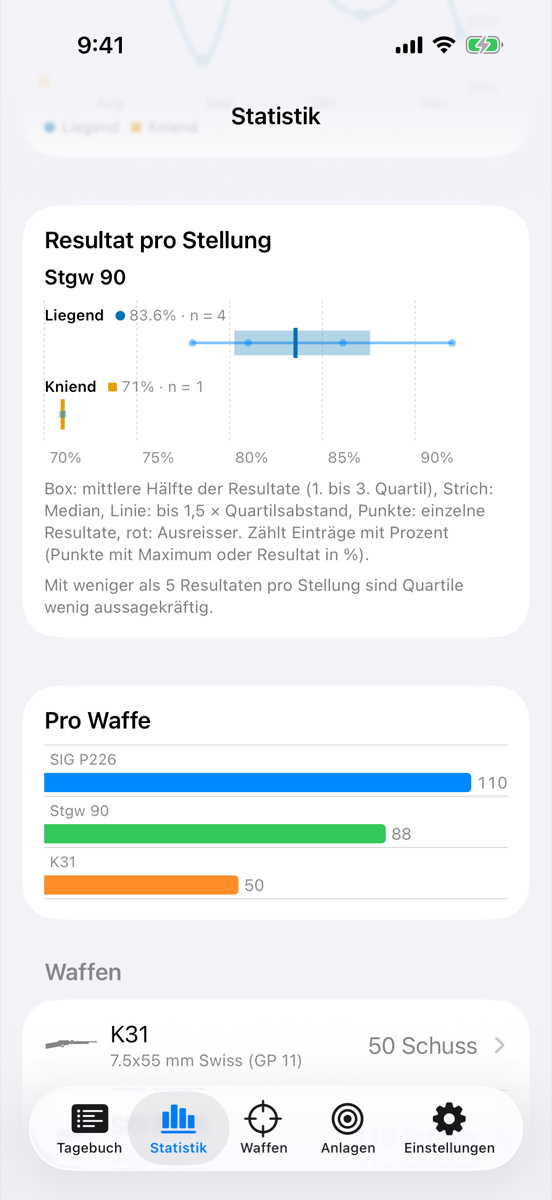 9:41
Statistik
Liegend Kniend
Resultat pro Stellung
Stgw 90
Liegend 83.6% · n = 4
Kniend 71% · n = 1
70% 75% 80% 85% 90%
Box: mittlere Hälfte der Resultate (1. bis 3. Quartil), Strich:
Median, Linie: bis 1,5 × Quartilsabstand, Punkte: einzelne
Resultate, rot: Ausreisser. Zählt Einträge mit Prozent
(Punkte mit Maximum oder Resultat in %).
Mit weniger als 5 Resultaten pro Stellung sind Quartile
wenig aussagekräftig.
Pro Waffe
SIG P226
110
Stgw 90
88
K31
50
Waffen
K31
50 Schuss
7.5x55 mm Swiss (GP 11)
Tagebuch Statistik Waffen Anlagen Einstellungen